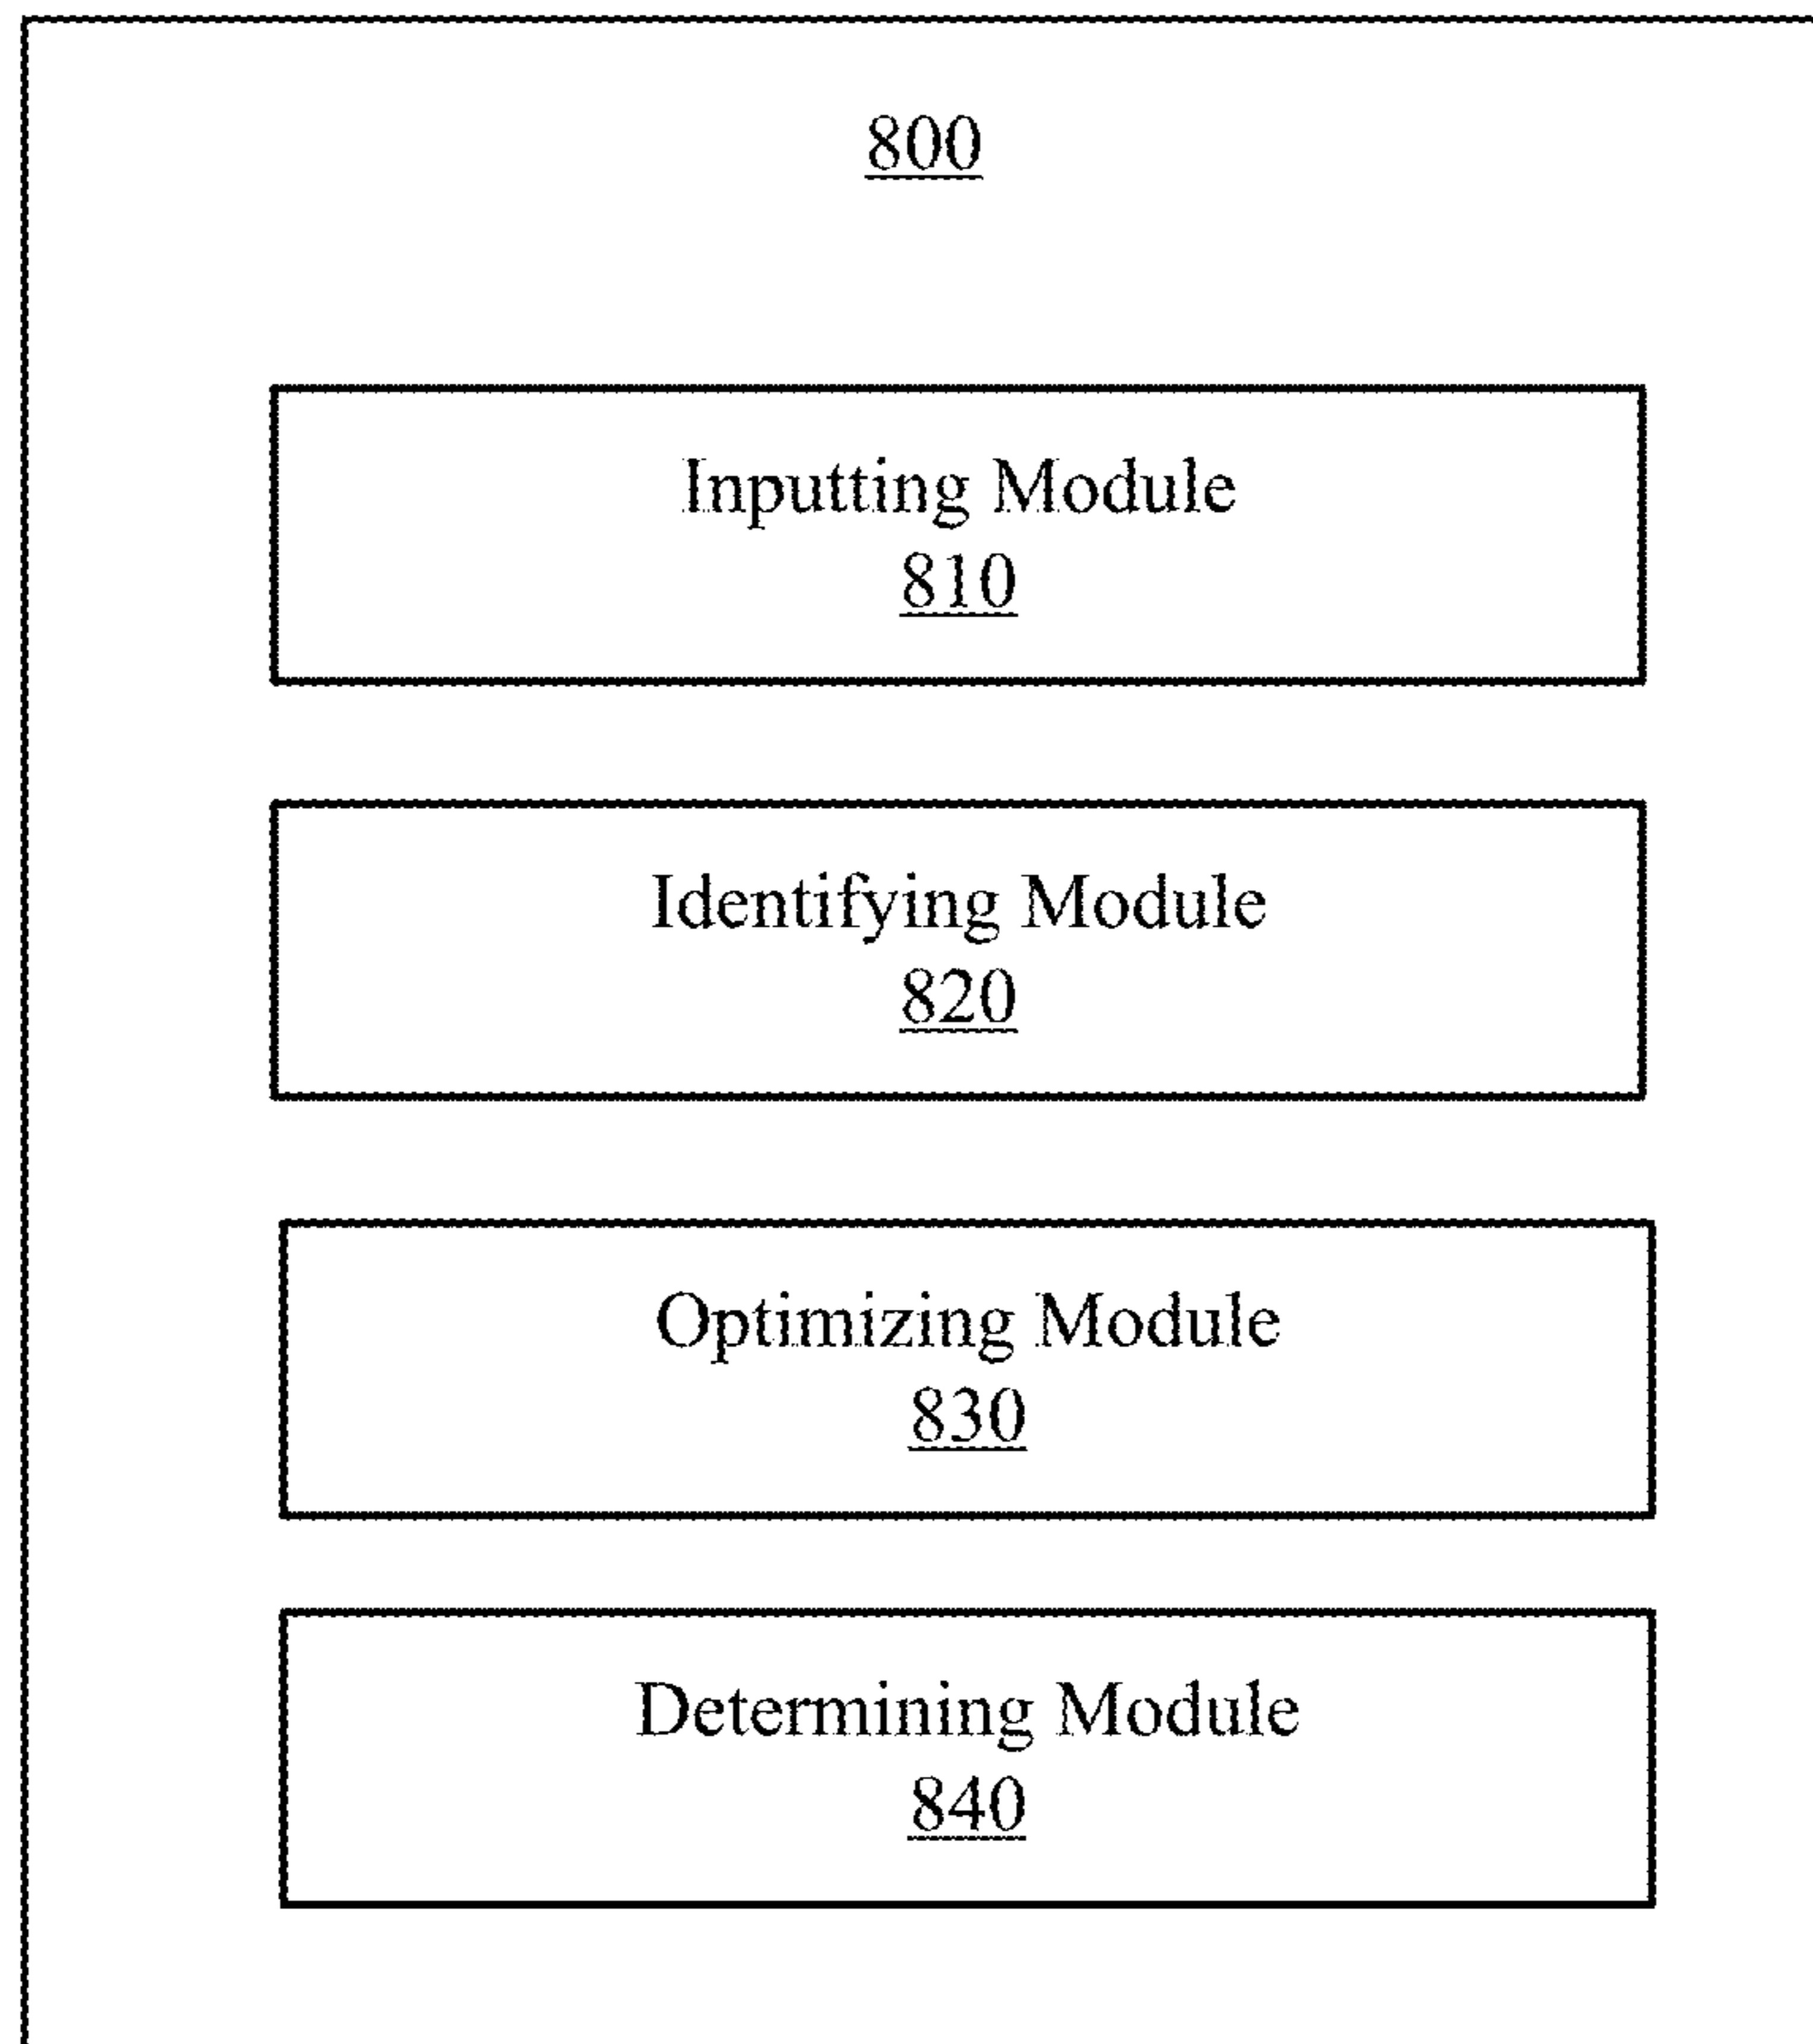 800
Inputting Module
810
Identifying Module
820
Optimizing Module
830
Determining Module
840